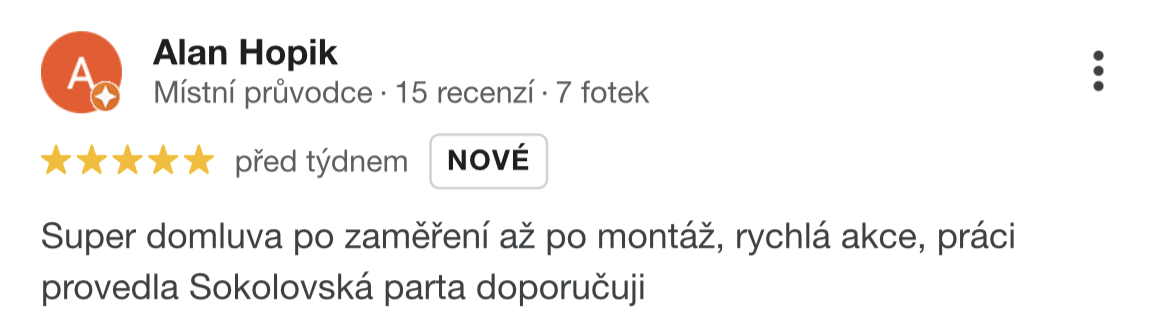 A
Alan Hopik
Místní průvodce · 15 recenzí · 7 fotek
před týdnem NOVÉ
Super domluva po zaměření až po montáž, rychlá akce, práci
provedla Sokolovská parta doporučuji